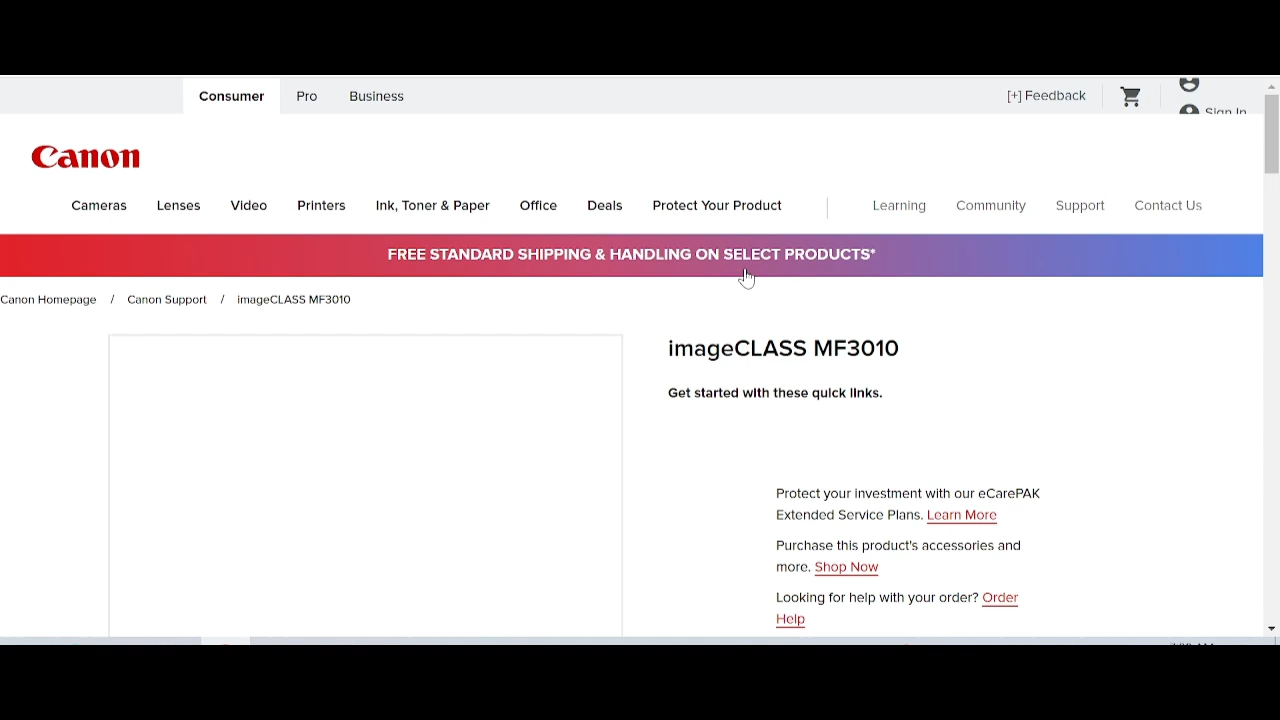 Consumer Pro Business [+] Feedback
Sign In
Canon
Cameras Lenses Video Printers Ink, Toner & Paper Office Deals Protect Your Product Learning Community Support Contact Us
FREE STANDARD SHIPPING & HANDLING ON SELECT PRODUCTS*
Canon Homepage / Canon Support / imageCLASS MF3010
imageCLASS MF3010
Get started with these quick links.
Protect your investment with our eCarePAK
Extended Service Plans. Learn More
Purchase this product's accessories and
more. Shop Now
Looking for help with your order? Order
Help